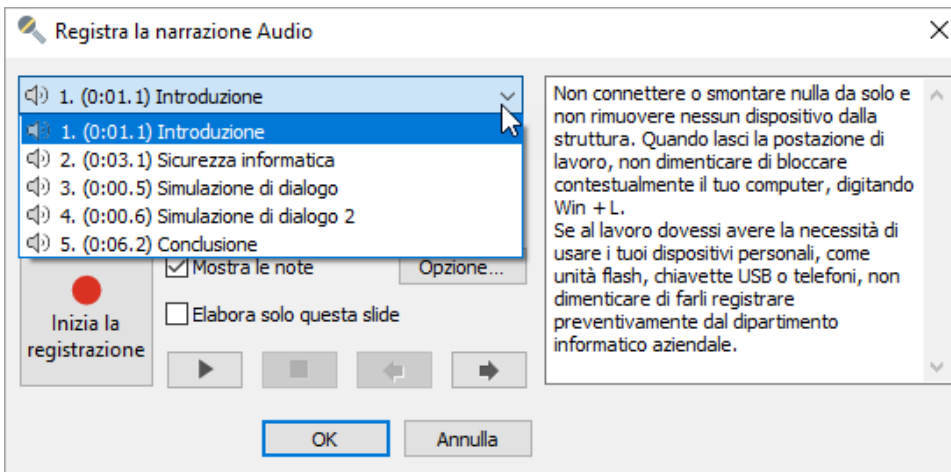 Registra la narrazione Audio
1. (0:01.1) Introduzione
1. (0:01.1) Introduzione
2. (0:03.1) Sicurezza informatica
3. (0:00.5) Simulazione di dialogo
4. (0:00.6) Simulazione di dialogo 2
5. (0:06.2) Conclusione
Mostra le note
Opzione...
Elabora solo questa slide
Inizia la
registrazione
OK
Annulla
Non connettere o smontare nulla da solo e
non rimuovere nessun dispositivo dalla
struttura. Quando lasci la postazione di
lavoro, non dimenticare di bloccare
contestualmente il tuo computer, digitando
Win + L.
Se al lavoro dovessi avere la necessità di
usare i tuoi dispositivi personali, come
unità flash, chiavette USB o telefoni, non
dimenticare di farli registrare
preventivamente dal dipartimento
informatico aziendale.